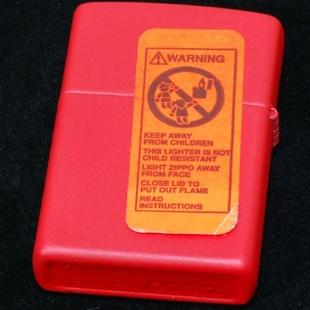 WARNING
KEEP AWAY
FROM CHILDREN
THIS LIGHTER IS NOT
CHILD RESISTANT
LIGHT ZIPPO AWAY
FROM FACE
CLOSE LID TO
PUT OUT FLAME
READ
INSTRUCTIONS